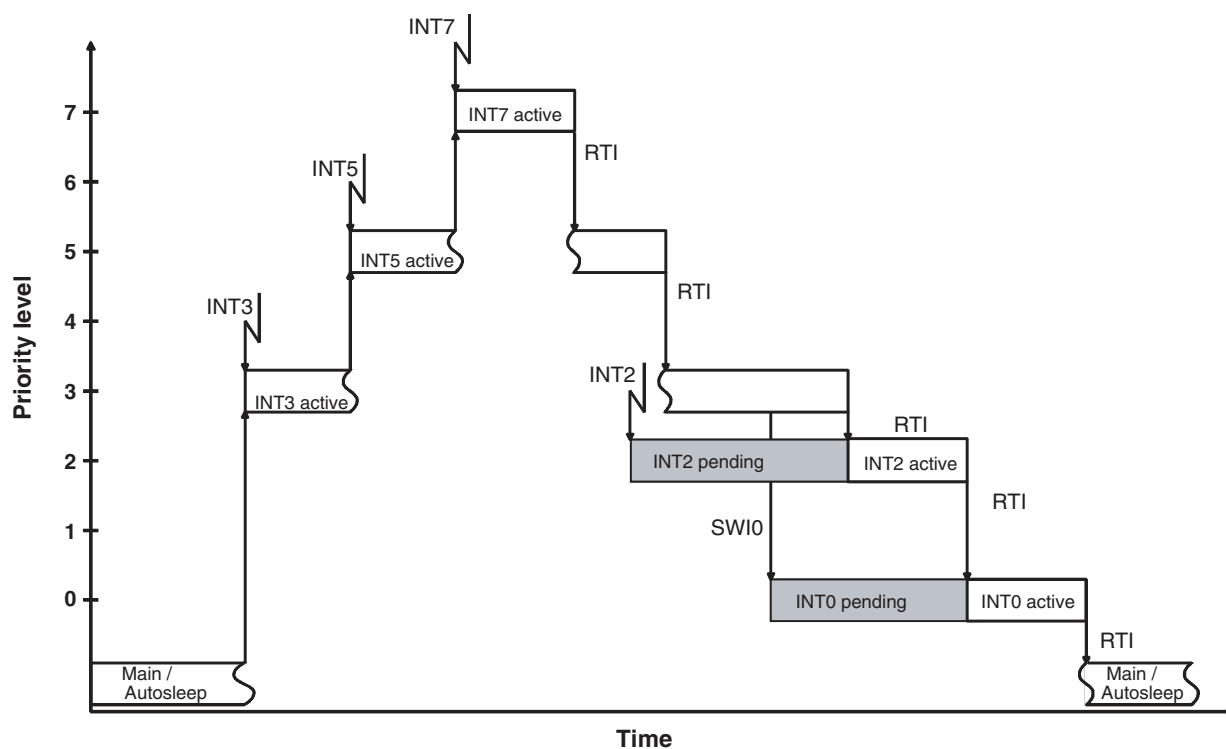 INT7
7
INT7 active
RTI
INT5
6
5
INT5 active
RTI
INT3
4
INT2
3
INT3 active
RTI
2
INT2 pending
INT2 active
RTI
1
SWI0
0
INT0 pending
INT0 active
RTI
Main /
Autosleep
Main /
Autosleep
Priority level
Time